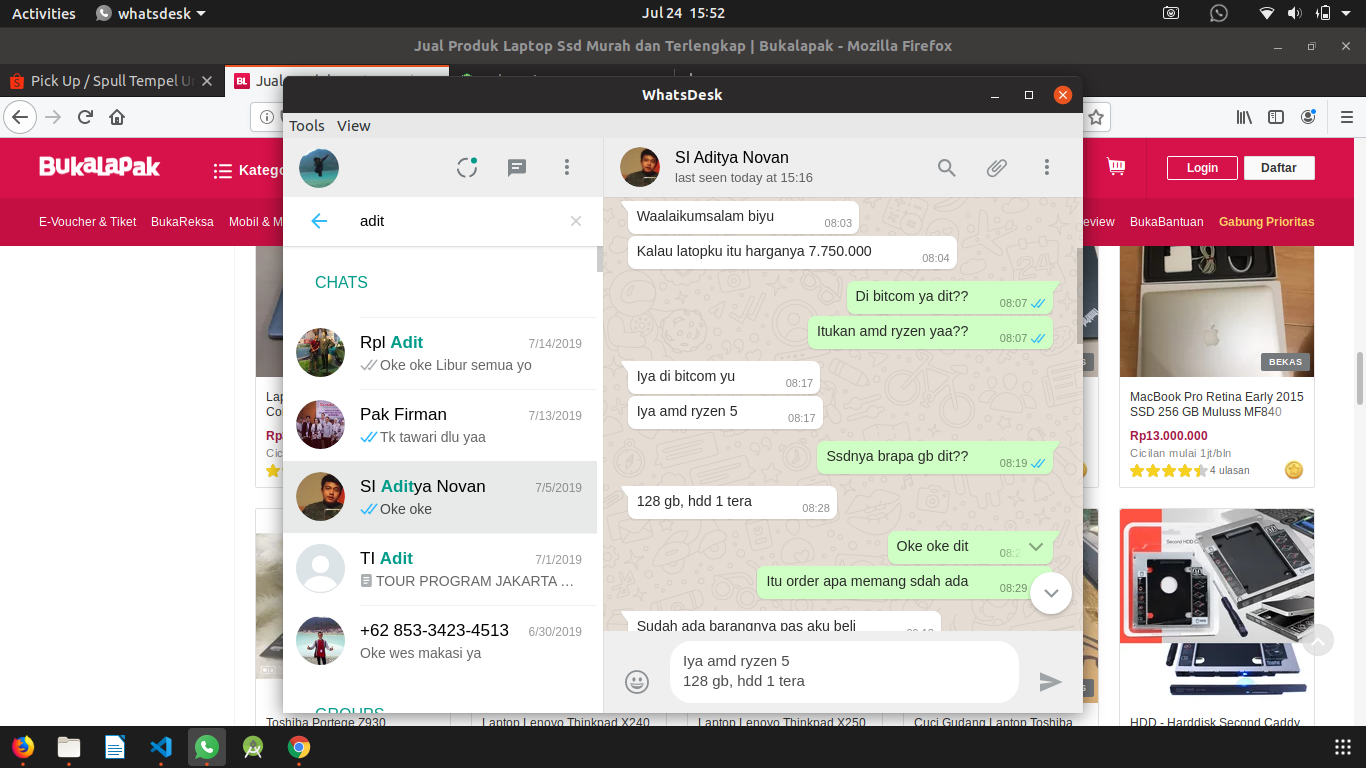 Activities
whatsdesk
Jul 24 15:52
Jual Produk Laptop Ssd Murah dan Terlengkap | Bukalapak - Mozilla Firefox
Pick Up / Spull Tempel
WhatsDesk
Tools View
BukaLapak
Login
Daftar
E-Voucher & Tiket
BukaReksa
BukaBantuan
Gabung Prioritas
adit
CHATS
Rpl Adit
7/14/2019
Oke oke Libur semua yo
Pak Firman
7/13/2019
Tk tawari dlu yaa
SI Aditya Novan
7/5/2019
Oke oke
TI Adit
7/1/2019
TOUR PROGRAM JAKARTA …
+62 853-3423-4513
6/30/2019
Oke wes makasi ya
GROUPS
SI Aditya Novan
last seen today at 15:16
Waalaikumsalam biyu
08:03
Kalau latopku itu harganya 7.750.000
08:04
Di bitcom ya dit??
08:07
Itukan amd ryzen yaa??
08:07
Iya di bitcom yu
08:17
Iya amd ryzen 5
08:17
Ssdnya brapa gb dit??
08:19
128 gb, hdd 1 tera
08:28
Oke oke dit
Itu order apa memang sdah ada
08:29
Sudah ada barangnya pas aku beli
Iya amd ryzen 5
128 gb, hdd 1 tera
BEKAS
MacBook Pro Retina Early 2015
SSD 256 GB Muluss MF840
Rp13.000.000
Cicilan mulai 1jt/bln
4 ulasan
Second HDD
Toshiba Portege Z930
Laptop Lenovo Thinkpad X240
Laptop Lenovo Thinkpad X250
Cuci Gudang Laptop Toshiba
HDD - Harddisk Second Caddy